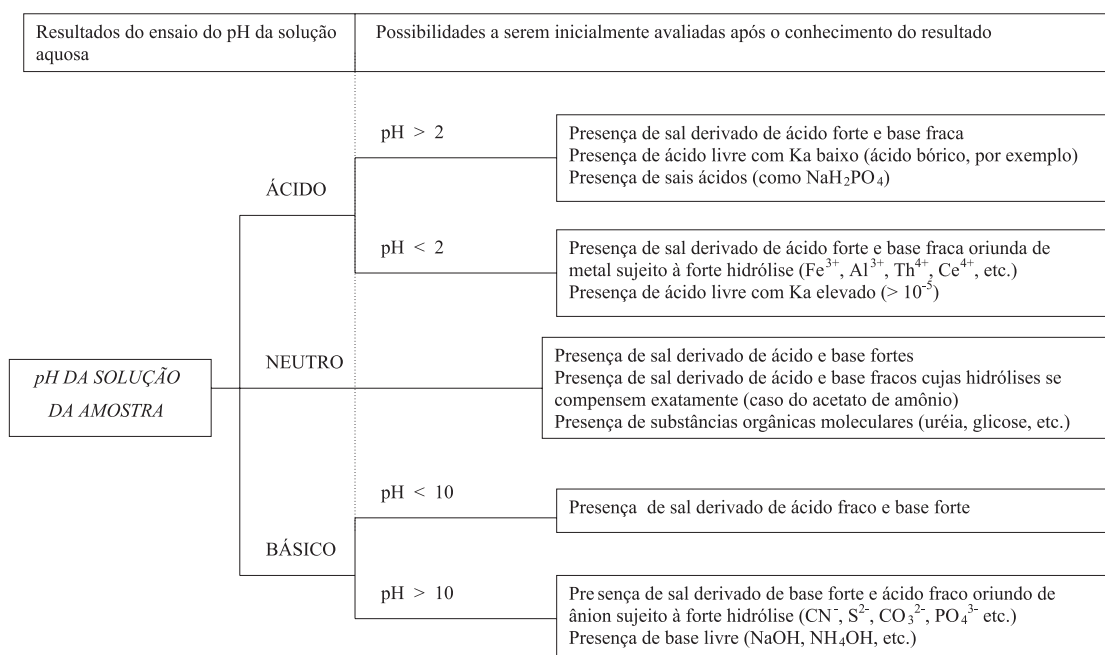 Resultados do ensaio do pH da solução
aquosa
Possibilidades a serem inicialmente avaliadas após o conhecimento do resultado
pH > 2
Presença de sal derivado de ácido forte e base fraca
Presença de ácido livre com Ka baixo (ácido bórico, por exemplo)
Presença de sais ácidos (como NaH₂PO₄)
ÁCIDO
pH < 2
Presença de sal derivado de ácido forte e base fraca oriunda de
metal sujeito à forte hidrólise (Fe³⁺, Al³⁺, Th⁴⁺, Ce⁴⁺, etc.)
Presença de ácido livre com Ka elevado (> 10⁻⁵)
pH DA SOLUÇÃO
DA AMOSTRA
NEUTRO
Presença de sal derivado de ácido e base fortes
Presença de sal derivado de ácido e base fracos cujas hidrólises se
compensem exatamente (caso do acetato de amônio)
Presença de substâncias orgânicas moleculares (uréia, glicose, etc.)
pH < 10
Presença de sal derivado de ácido fraco e base forte
BÁSICO
pH > 10
Presença de sal derivado de base forte e ácido fraco oriundo de
ânion sujeito à forte hidrólise (CN⁻, S²⁻, CO₃²⁻, PO₄³⁻ etc.)
Presença de base livre (NaOH, NH₄OH, etc.)